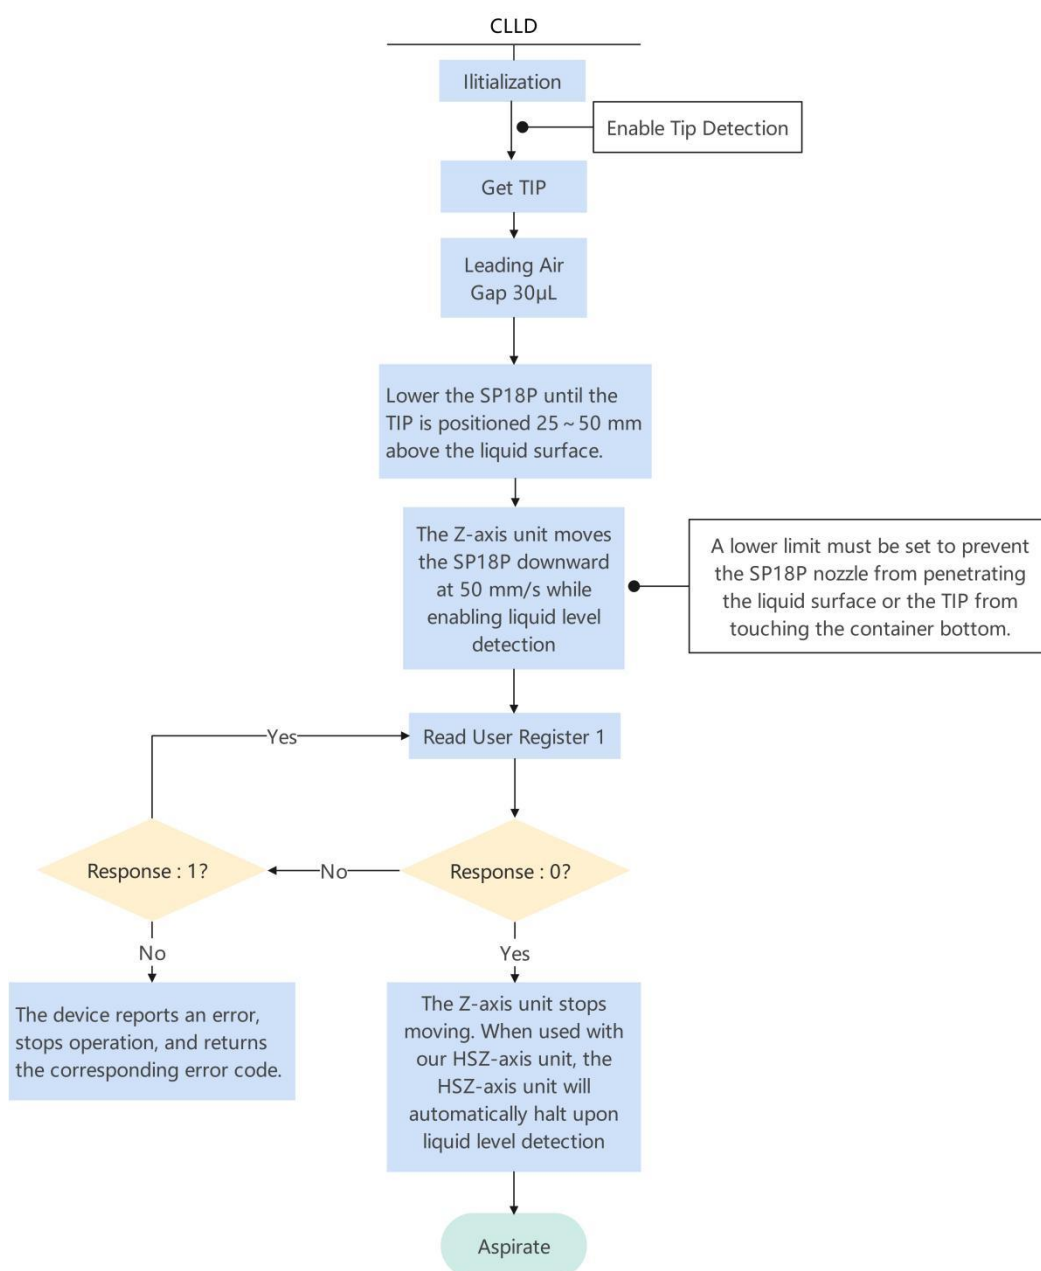 CLLD
Ilitialization
Enable Tip Detection
Get TIP
Leading Air
Gap 30μL
Lower the SP18P until the
TIP is positioned 25～50 mm
above the liquid surface.
The Z-axis unit moves
the SP18P downward
at 50 mm/s while
enabling liquid level
detection
A lower limit must be set to prevent
the SP18P nozzle from penetrating
the liquid surface or the TIP from
touching the container bottom.
Yes
Read User Register 1
Response : 1?
No
Response : 0?
No
Yes
The device reports an error,
stops operation, and returns
the corresponding error code.
The Z-axis unit stops
moving. When used with
our HSZ-axis unit, the
HSZ-axis unit will
automatically halt upon
liquid level detection
Aspirate